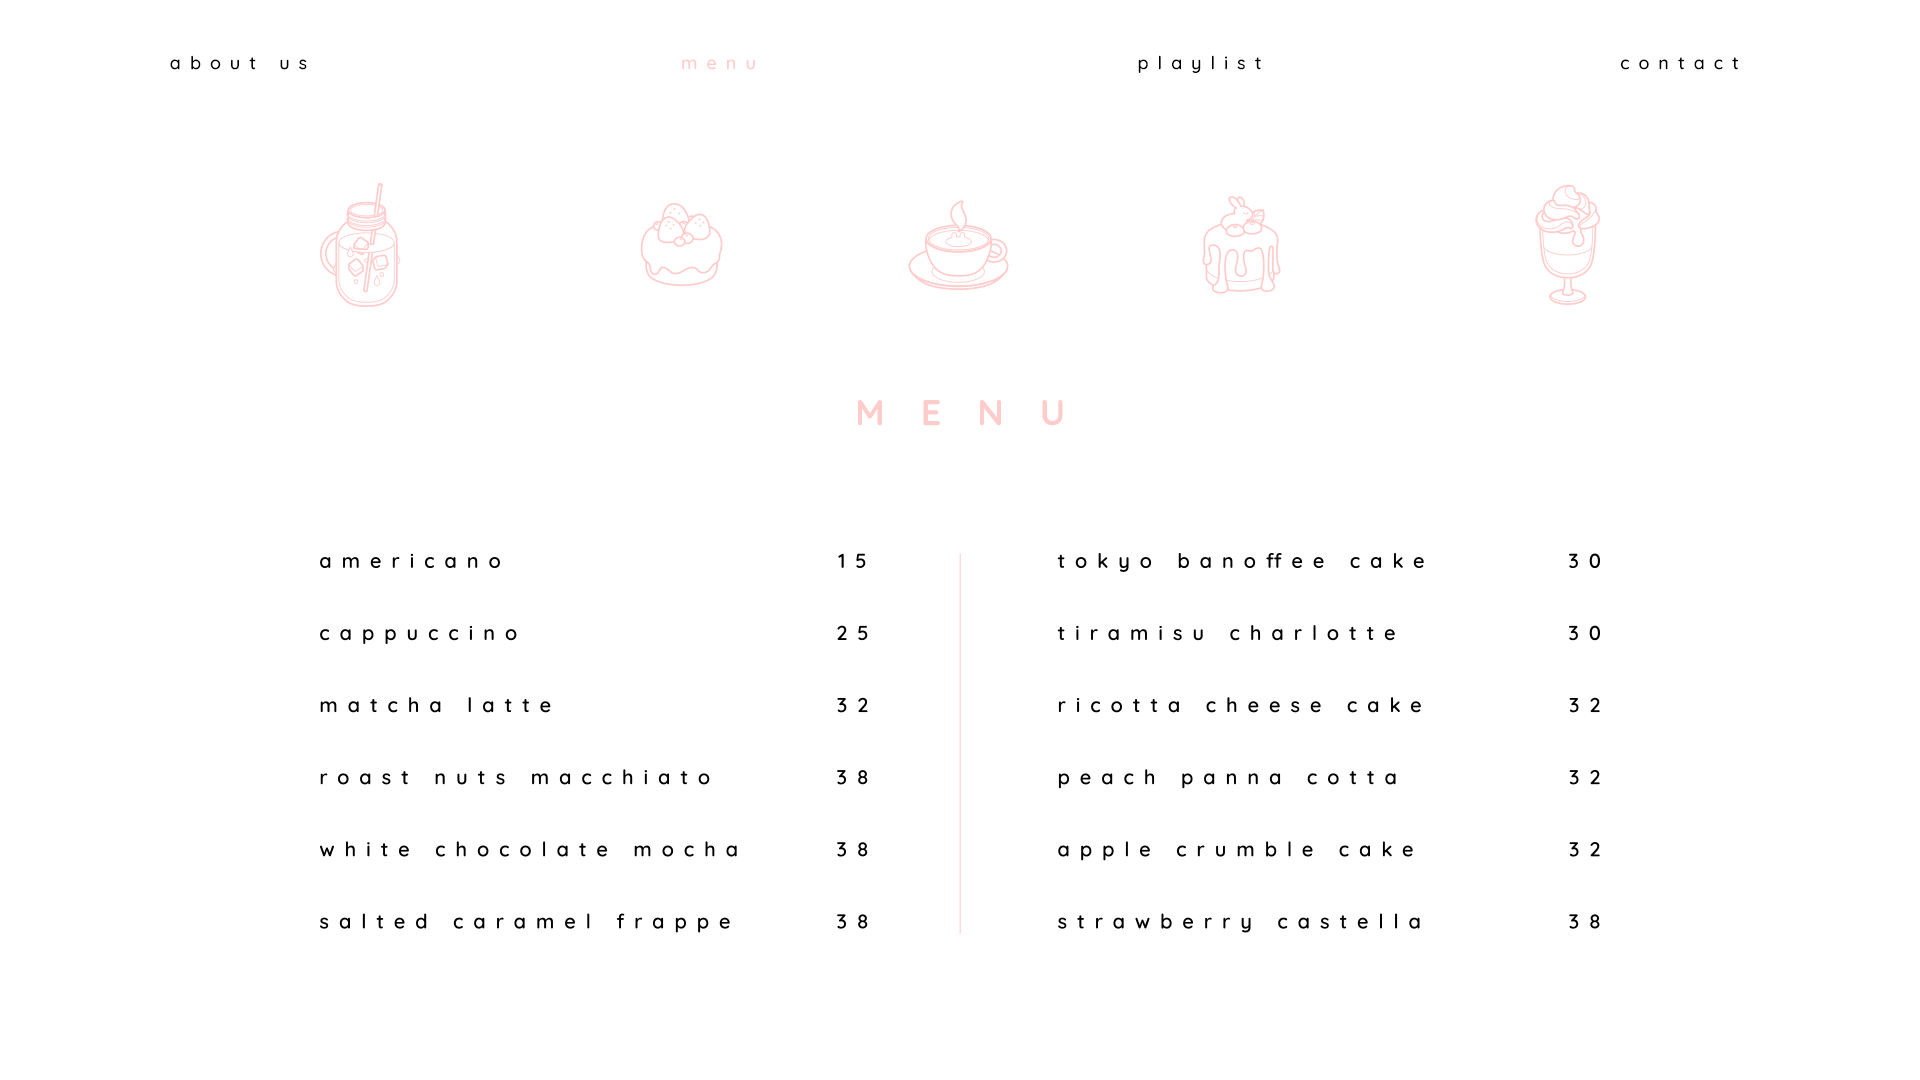 about us
menu
playlist
contact
MENU
americano 15
cappuccino 25
matcha latte 32
roast nuts macchiato 38
white chocolate mocha 38
salted caramel frappe 38
tokyo banoffee cake 30
tiramisu charlotte 30
ricotta cheese cake 32
peach panna cotta 32
apple crumble cake 32
strawberry castella 38